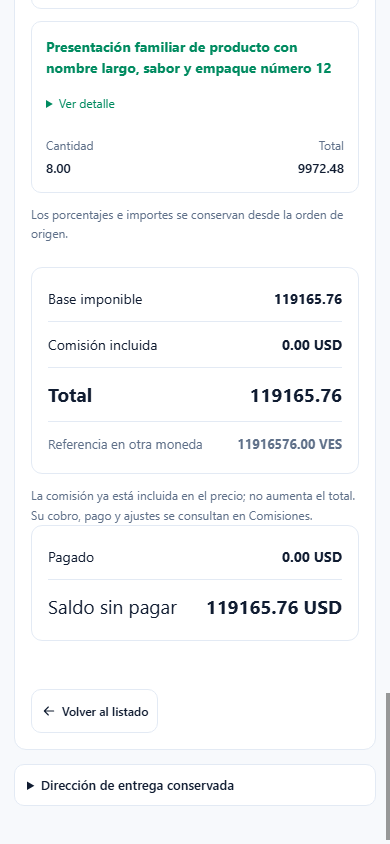 Presentación familiar de producto con
nombre largo, sabor y empaque número 12
Ver detalle
Cantidad Total
8.00 9972.48
Los porcentajes e importes se conservan desde la orden de
origen.
Base imponible 119165.76
Comisión incluida 0.00 USD
Total 119165.76
Referencia en otra moneda 11916576.00 VES
La comisión ya está incluida en el precio; no aumenta el total.
Su cobro, pago y ajustes se consultan en Comisiones.
Pagado 0.00 USD
Saldo sin pagar 119165.76 USD
← Volver al listado
Dirección de entrega conservada